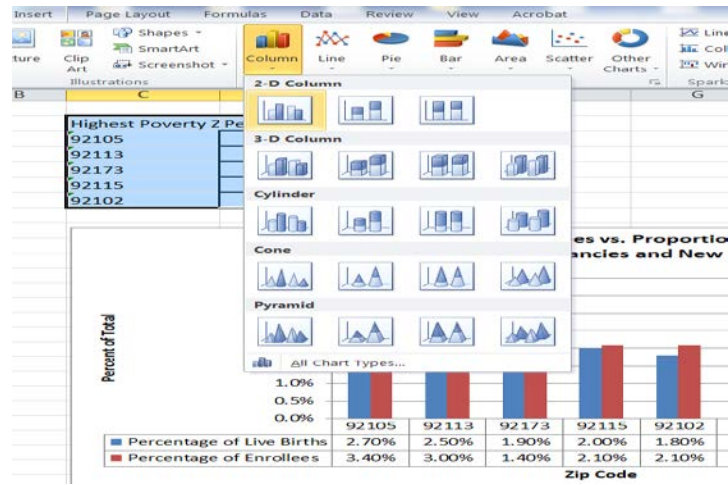 Insert Page Layout Formulas Data Review View Acrobat
Shapes
SmartArt
Screenshot
ture
Clip Art
Illustrations
Column Line Pie Bar Area Scatter Other Charts
Line
Col
Win
Spark
B C G
2-D Column
3-D Column
Cylinder
Cone
Pyramid
All Chart Types...
Highest Poverty Z Pe
92105
92113
92173
92115
92102
es vs. Proportio
ancies and New
Percent of Total
1.0%
0.5%
0.0%
92105 92113 92173 92115 92102
Percentage of Live Births 2.70% 2.50% 1.90% 2.00% 1.80%
Percentage of Enrollees 3.40% 3.00% 1.40% 2.10% 2.10%
Zip Code